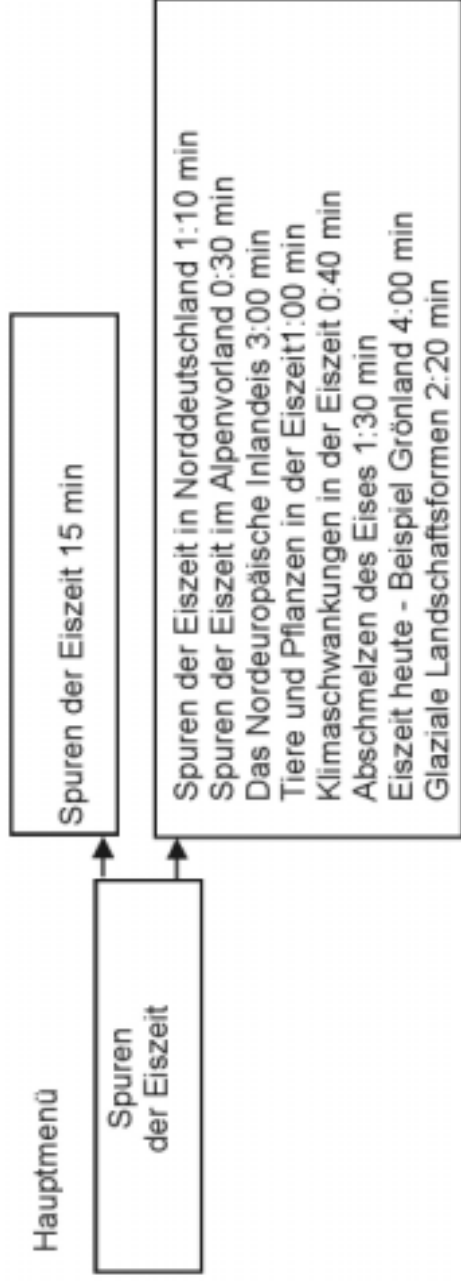 Hauptmenü
Spuren
der Eiszeit
Spuren der Eiszeit 15 min
Spuren der Eiszeit in Norddeutschland 1:10 min
Spuren der Eiszeit im Alpenvorland 0:30 min
Das Nordeuropäische Inlandeis 3:00 min
Tiere und Pflanzen in der Eiszeit1:00 min
Klimaschwankungen in der Eiszeit 0:40 min
Abschmelzen des Eises 1:30 min
Eiszeit heute - Beispiel Grönland 4:00 min
Glaziale Landschaftsformen 2:20 min